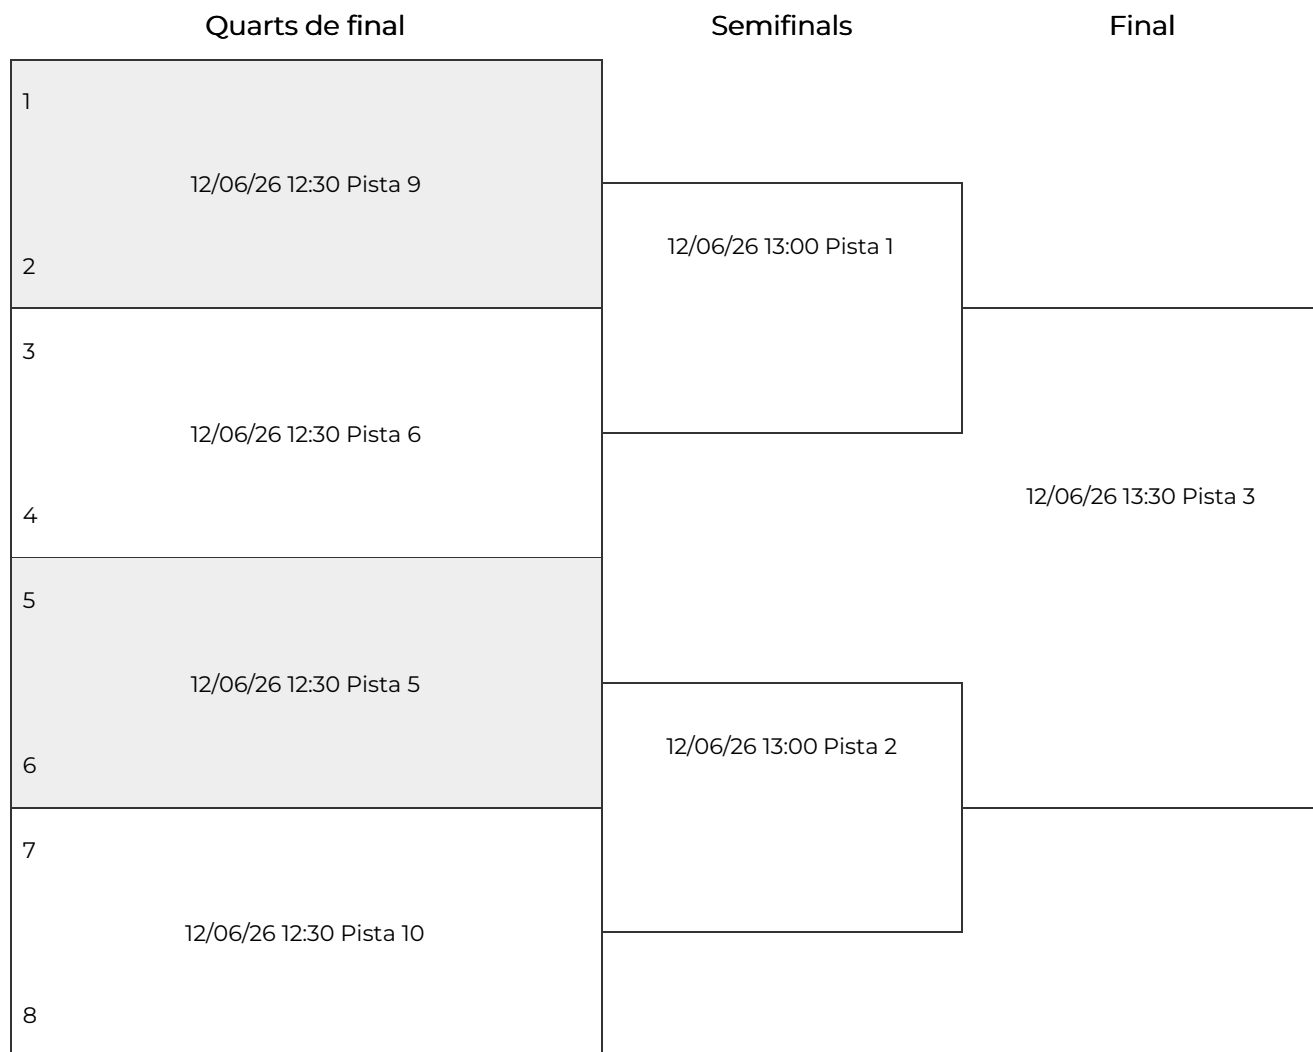 Quarts de final
Semifinals
Final
1
12/06/26 12:30 Pista 9
2
12/06/26 13:00 Pista 1
3
12/06/26 12:30 Pista 6
4
12/06/26 13:30 Pista 3
5
12/06/26 12:30 Pista 5
6
12/06/26 13:00 Pista 2
7
12/06/26 12:30 Pista 10
8